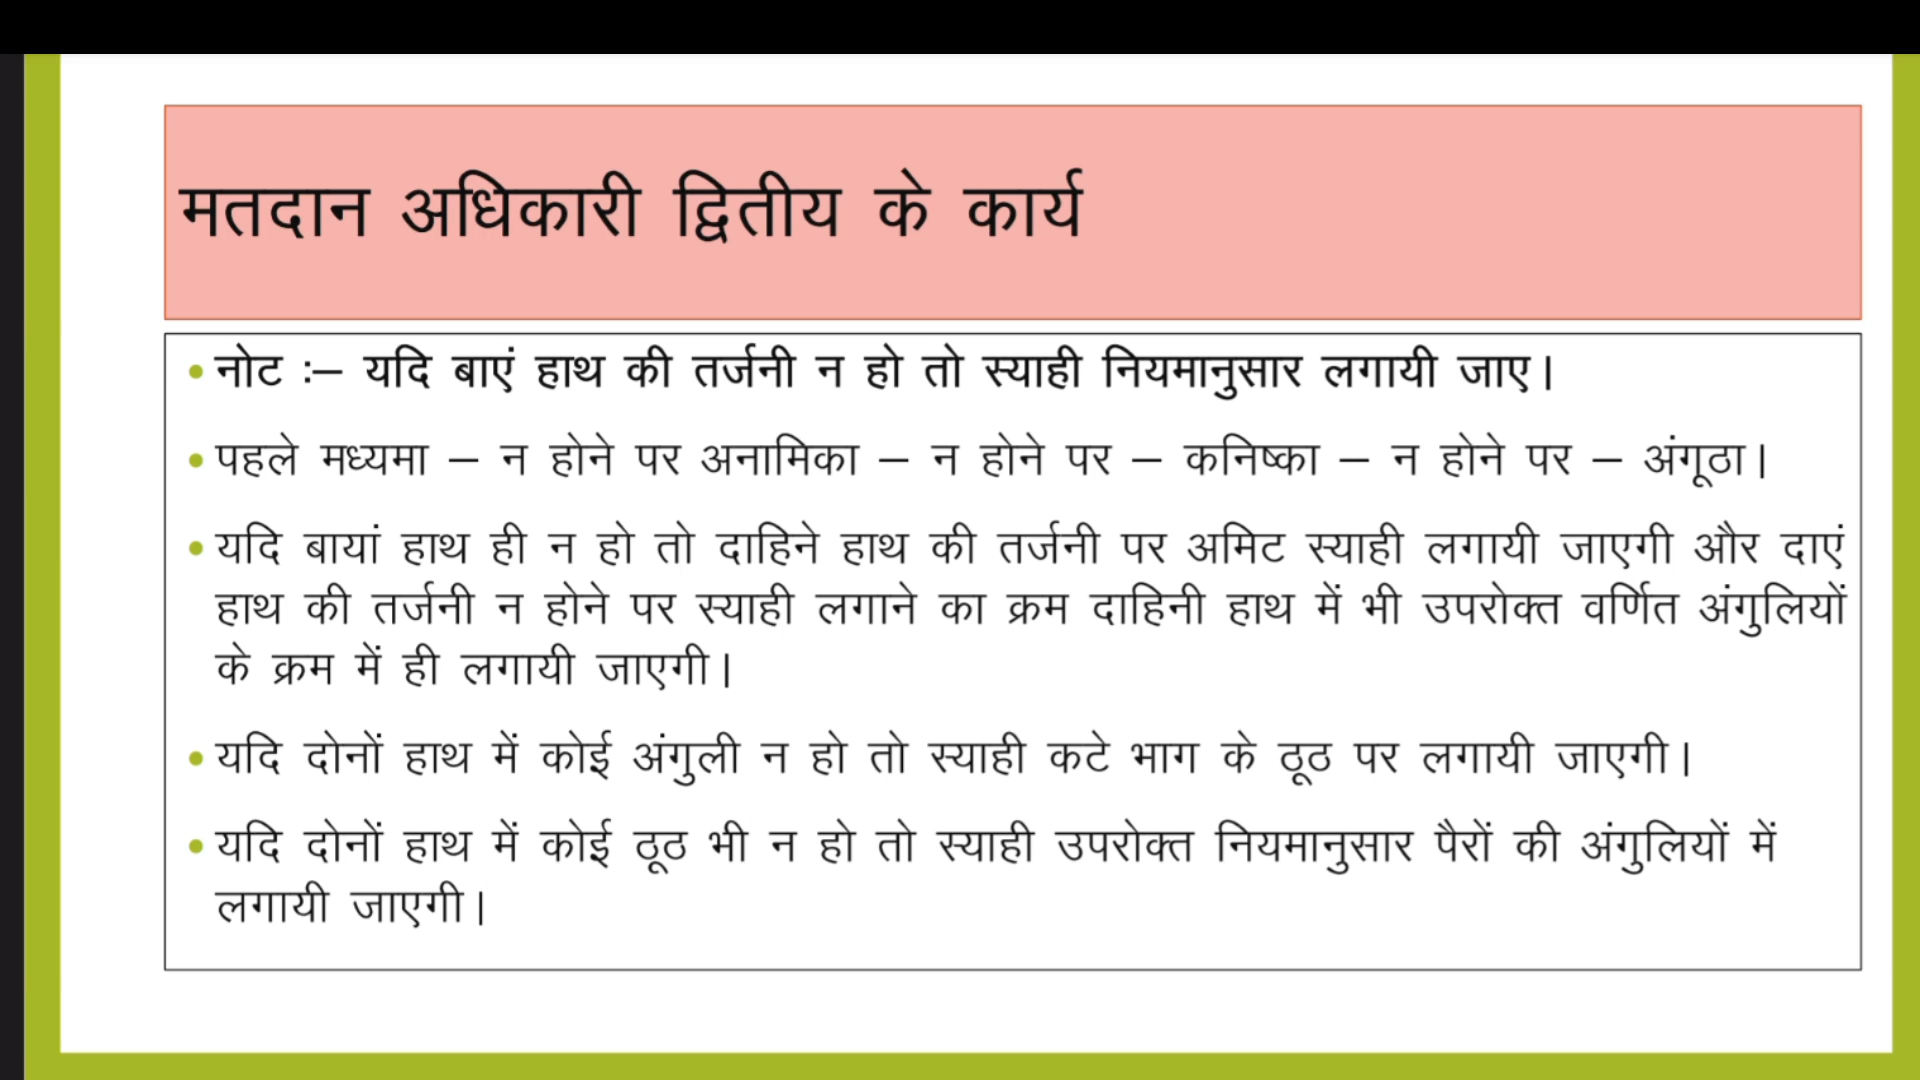 मतदान अधिकारी द्वितीय के कार्य
• नोट :– यदि बाएं हाथ की तर्जनी न हो तो स्याही नियमानुसार लगायी जाए।
• पहले मध्यमा – न होने पर अनामिका – न होने पर – कनिष्का – न होने पर – अंगूठा।
• यदि बायां हाथ ही न हो तो दाहिने हाथ की तर्जनी पर अमिट स्याही लगायी जाएगी और दाएं
हाथ की तर्जनी न होने पर स्याही लगाने का क्रम दाहिनी हाथ में भी उपरोक्त वर्णित अंगुलियों
के क्रम में ही लगायी जाएगी।
• यदि दोनों हाथ में कोई अंगुली न हो तो स्याही कटे भाग के ठूठ पर लगायी जाएगी।
• यदि दोनों हाथ में कोई ठूठ भी न हो तो स्याही उपरोक्त नियमानुसार पैरों की अंगुलियों में
लगायी जाएगी।